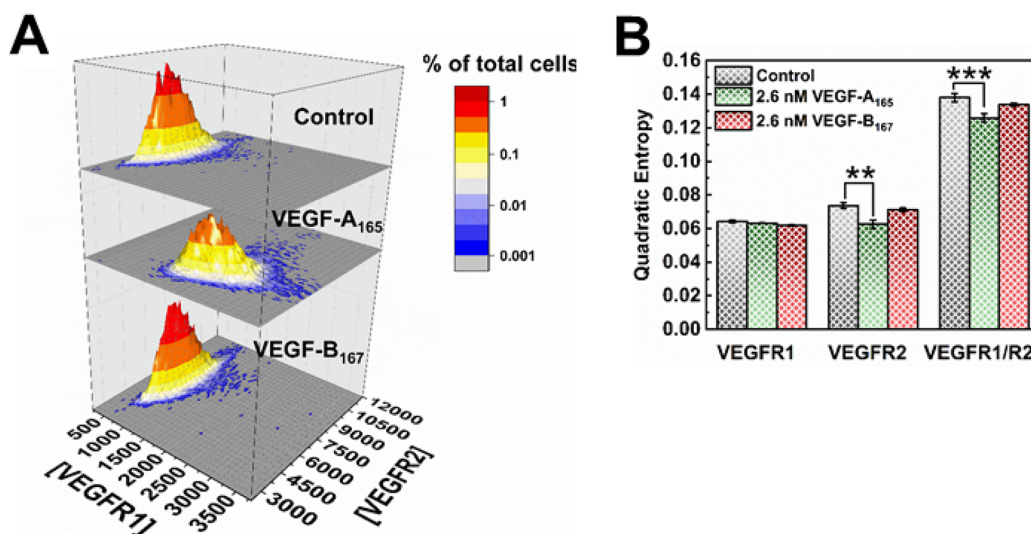 A
% of total cells
1
0.1
0.01
0.001
Control
VEGF-A165
VEGF-B167
500
1000
1500
2000
2500
3000
3500
[VEGFR1]
12000
10500
9000
7500
6000
4500
3000
[VEGFR2]
B
Quadratic Entropy
0.16
0.14
0.12
0.10
0.08
0.06
0.04
0.02
0.00
Control
2.6 nM VEGF-A165
2.6 nM VEGF-B167
**
***
VEGFR1
VEGFR2
VEGFR1/R2